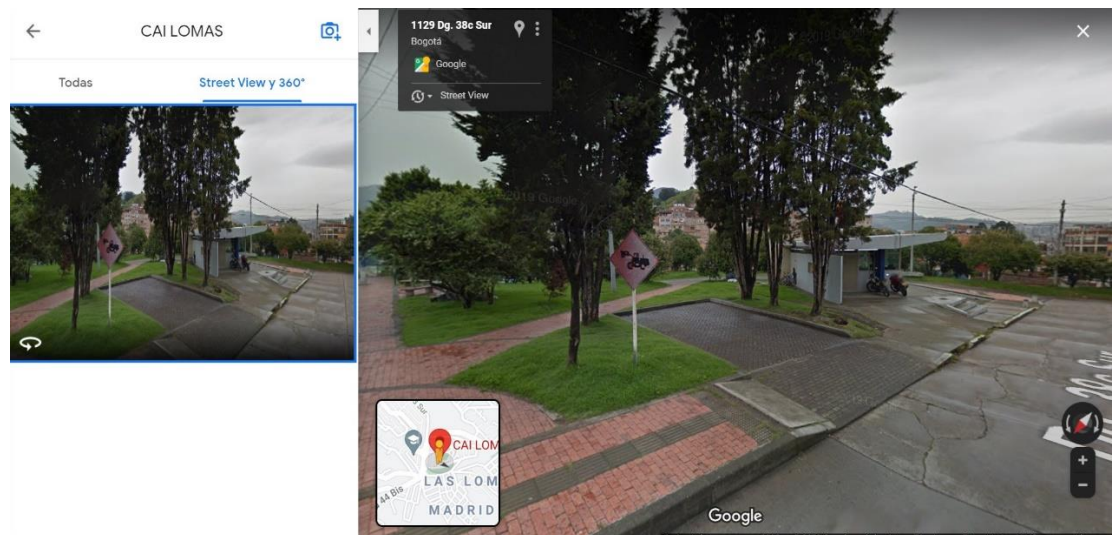 CAI LOMAS
Todas
Street View y 360°
1129 Dg. 38c Sur
Bogotá
Google
Street View
Sur
CAI LOM
LAS LOM
44 Bis
MADRID
Google